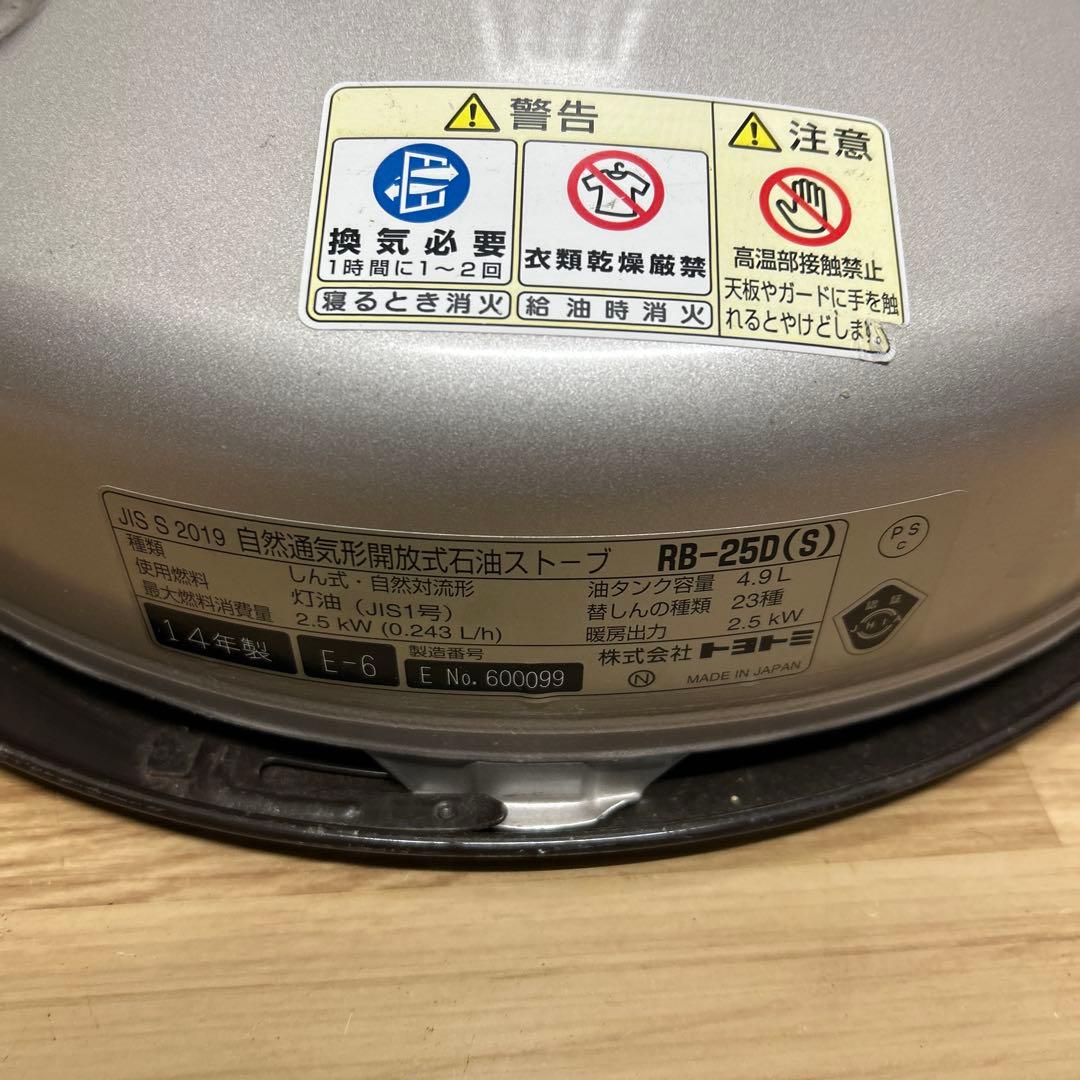 警告
換気必要
1時間に1~2回
寝るとき消火
衣類乾燥厳禁
給油時消火
注意
高温部接触禁止
天板やガードに手を触
れるとやけどします。
JIS S 2019 自然通気形開放式石油ストーブ RB-25D(S)
種類 しん式・自然対流形
使用燃料 灯油(JIS1号)
最大燃料消費量 2.5 kW (0.243 L/h)
油タンク容量 4.9 L
替しんの種類 23種
暖房出力 2.5 kW
14年製
E-6
製造番号
E No. 600099
株式会社 トヨトミ
N MADE IN JAPAN
PS
C
認証
JHIA